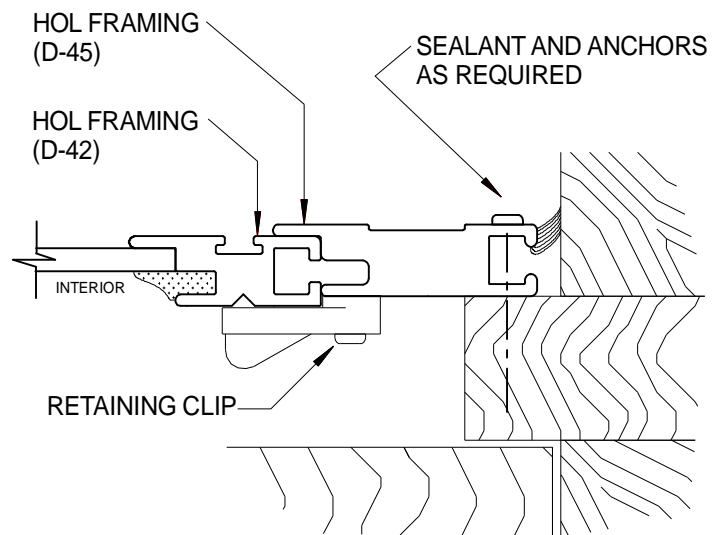 HOL FRAMING
(D-45)
SEALANT AND ANCHORS
AS REQUIRED
HOL FRAMING
(D-42)
INTERIOR
RETAINING CLIP